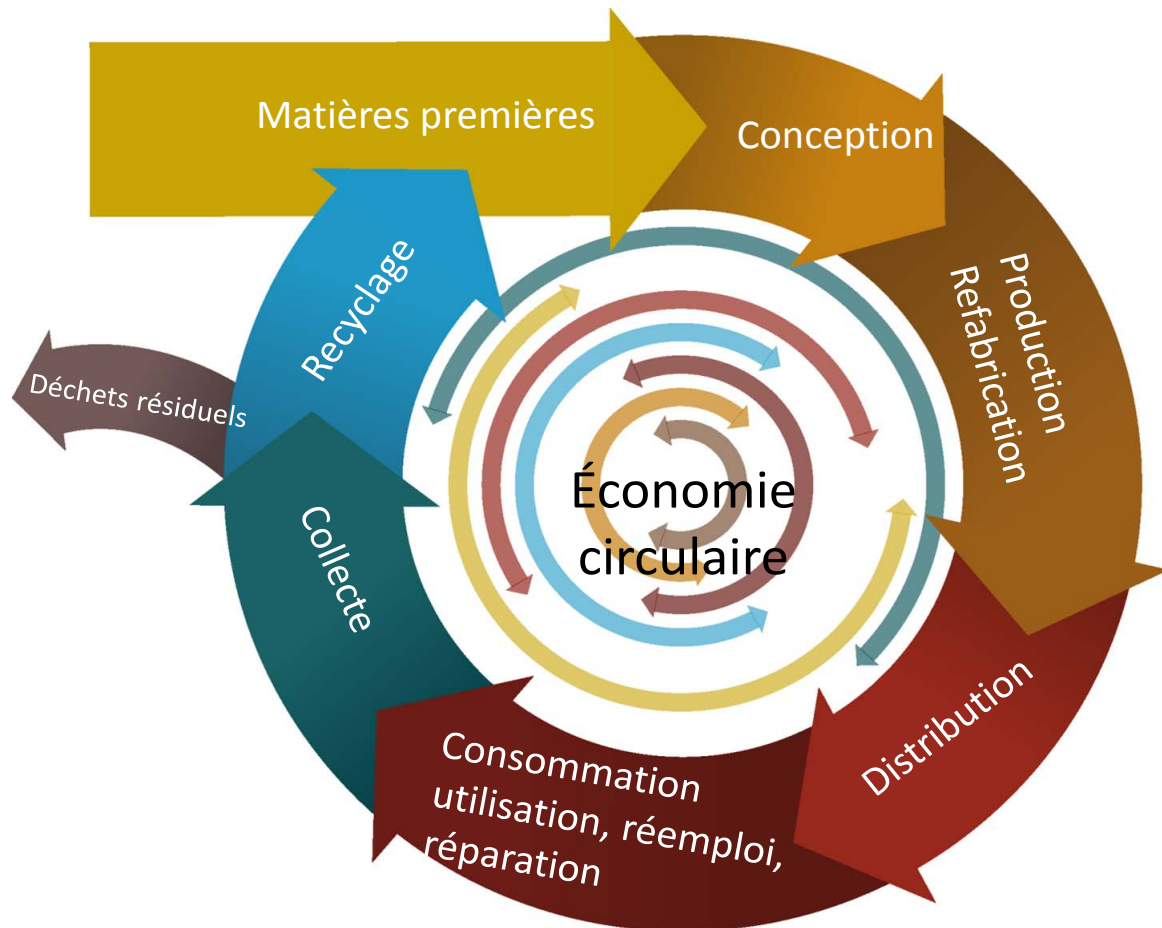 Matières premières
Conception
Production
Refabrication
Distribution
Consommation
utilisation, réemploi,
réparation
Collecte
Recyclage
Déchets résiduels
Économie
circulaire